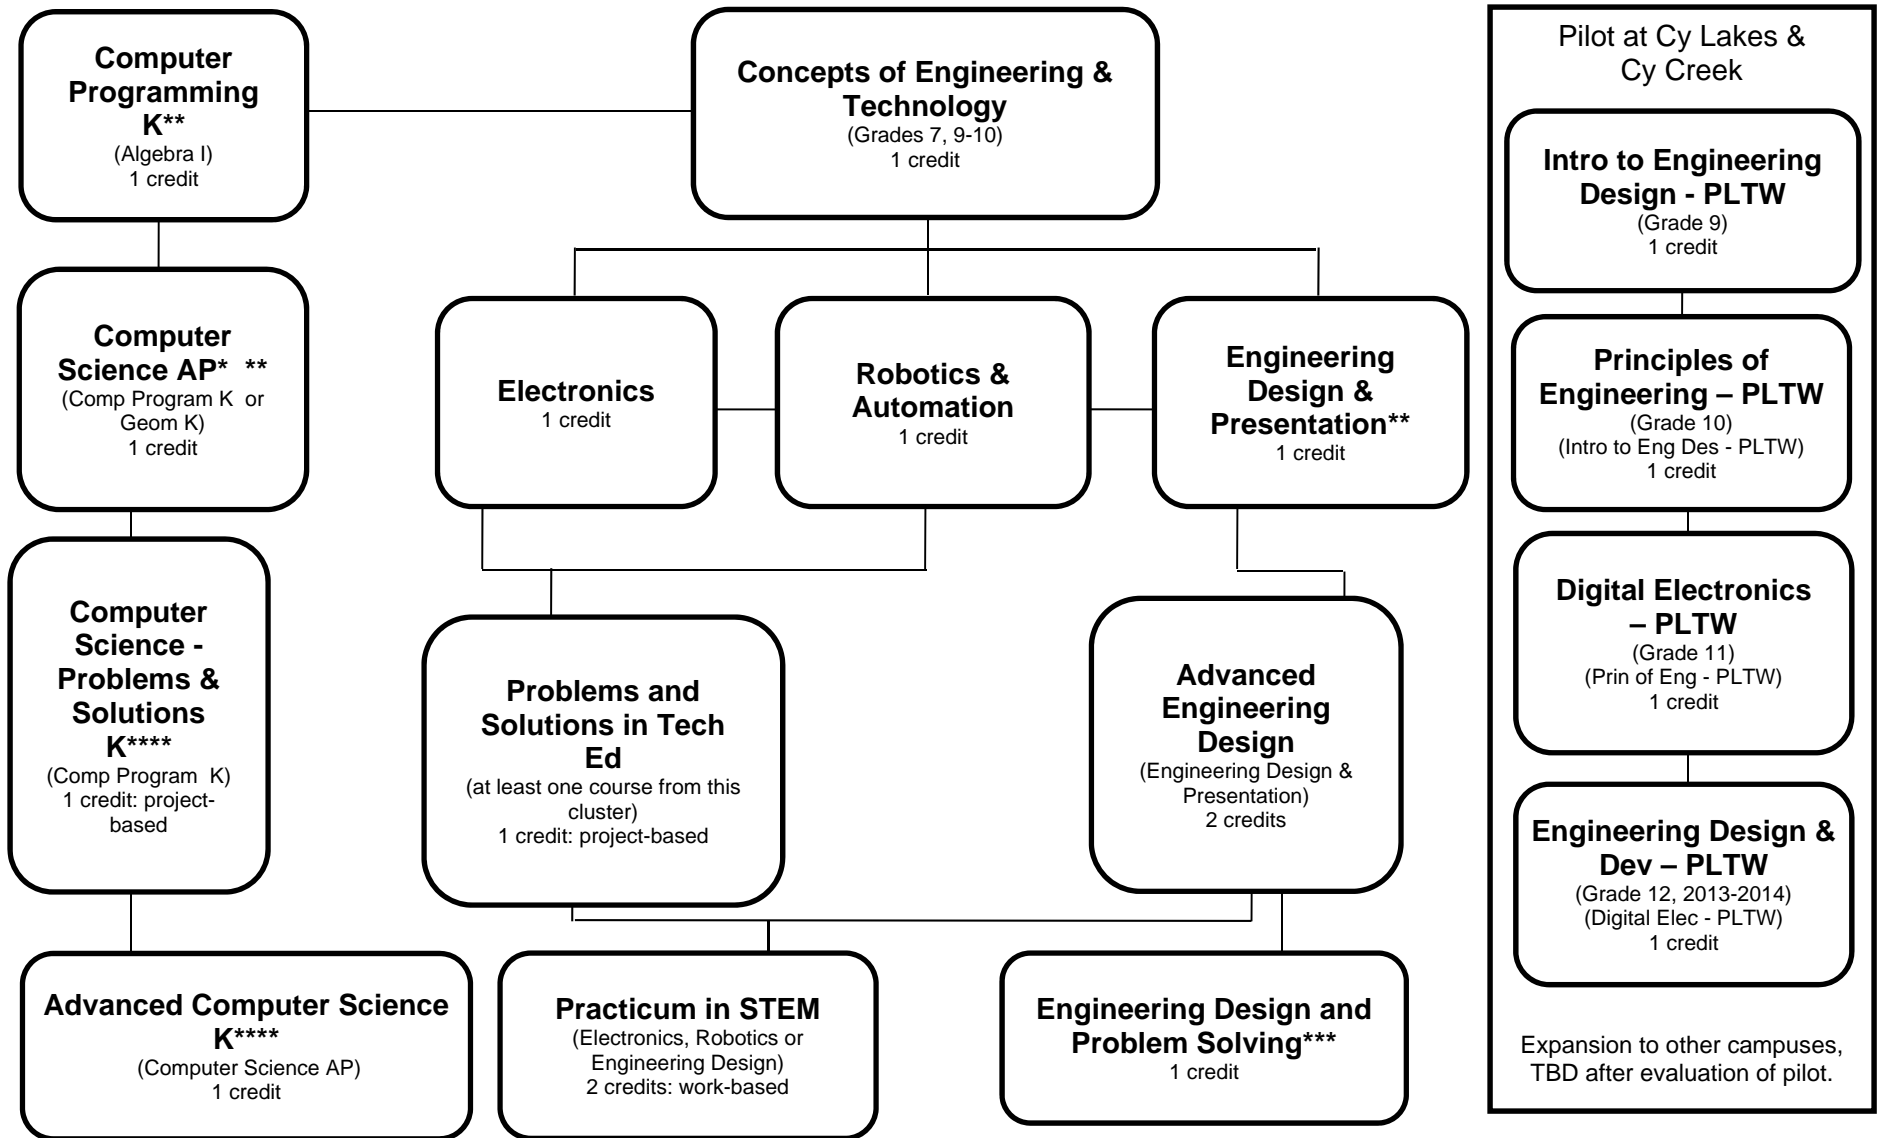 Computer
Programming
K**
(Algebra I)
1 credit
Concepts of Engineering &
Technology
(Grades 7, 9-10)
1 credit
Computer
Science AP* **
(Comp Program K or
Geom K)
1 credit
Electronics
1 credit
Robotics &
Automation
1 credit
Engineering
Design &
Presentation**
1 credit
Computer
Science -
Problems &
Solutions
K****
(Comp Program K)
1 credit: project-
based
Problems and
Solutions in Tech
Ed
(at least one course from this
cluster)
1 credit: project-based
Advanced
Engineering
Design
(Engineering Design &
Presentation)
2 credits
Advanced Computer Science
K****
(Computer Science AP)
1 credit
Practicum in STEM
(Electronics, Robotics or
Engineering Design)
2 credits: work-based
Engineering Design and
Problem Solving***
1 credit
Pilot at Cy Lakes &
Cy Creek
Intro to Engineering
Design - PLTW
(Grade 9)
1 credit
Principles of
Engineering – PLTW
(Grade 10)
(Intro to Eng Des - PLTW)
1 credit
Digital Electronics
– PLTW
(Grade 11)
(Prin of Eng - PLTW)
1 credit
Engineering Design &
Dev – PLTW
(Grade 12, 2013-2014)
(Digital Elec - PLTW)
1 credit
Expansion to other campuses,
TBD after evaluation of pilot.